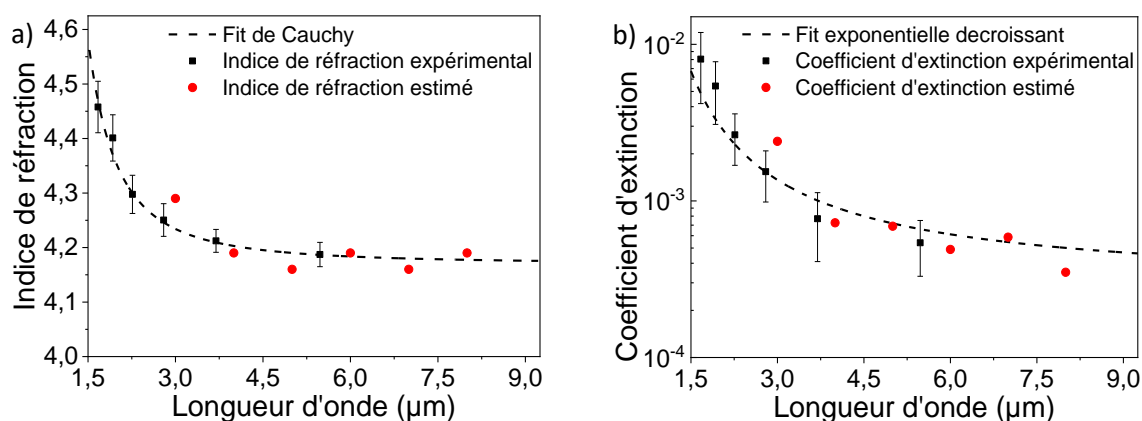 a)
Fit de Cauchy
Indice de réfraction expérimental
Indice de réfraction estimé
4,6
4,5
4,4
4,3
4,2
4,1
4,0
Indice de réfraction
1,5 3,0 4,5 6,0 7,5 9,0
Longueur d'onde (µm)
b)
Fit exponentielle decroissant
Coefficient d'extinction expérimental
Coefficient d'extinction estimé
10⁻²
10⁻³
10⁻⁴
Coefficient d'extinction
1,5 3,0 4,5 6,0 7,5 9,0
Longueur d'onde (µm)